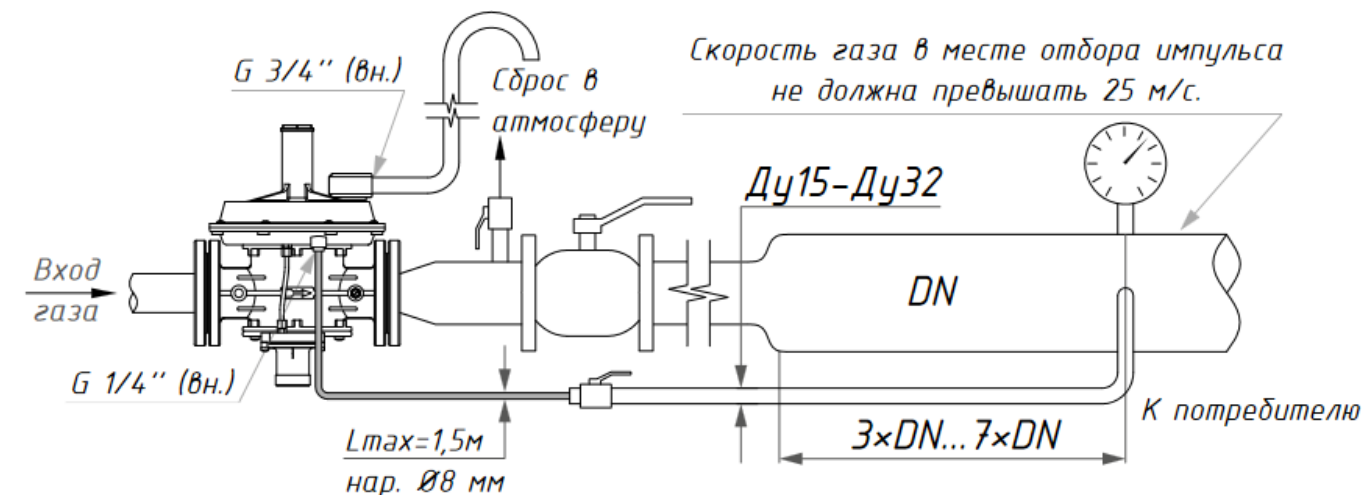 G 3/4'' (вн.)
Сброс в
атмосферу
Скорость газа в месте отбора импульса
не должна превышать 25 м/с.
Ду15-Ду32
Вход
газа
DN
G 1/4'' (вн.)
Lmax=1,5м
нар. Ø8 мм
3×DN...7×DN
К потребителю